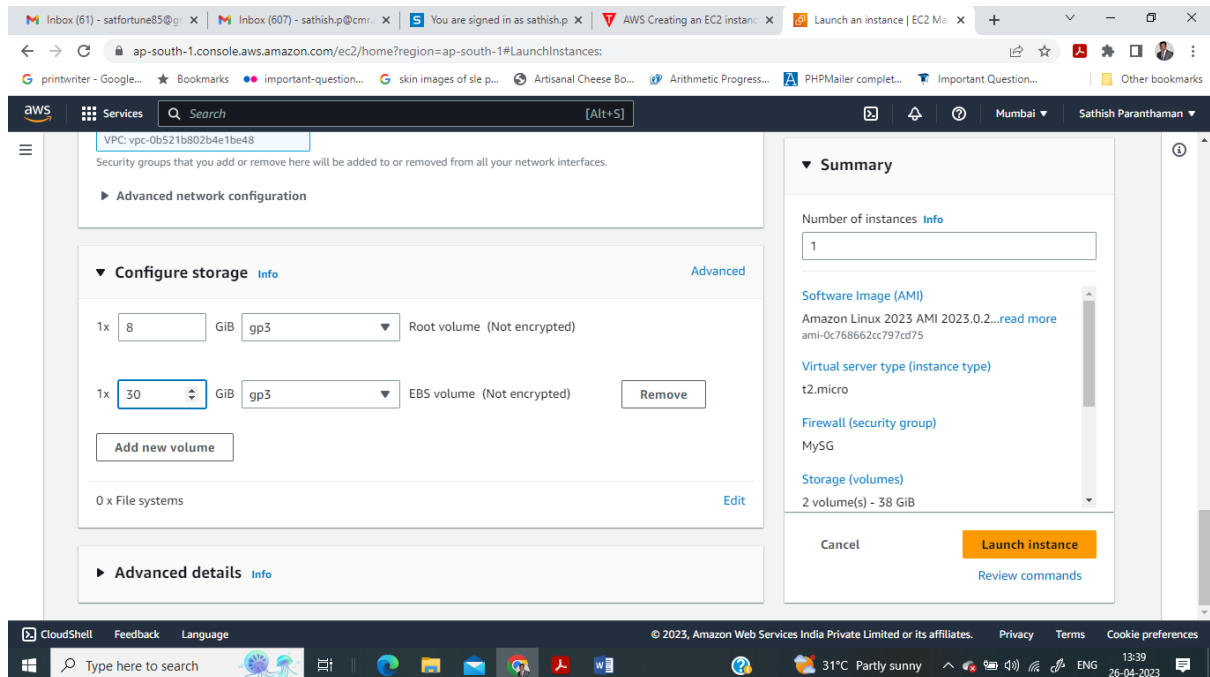 Inbox (61) - satfortune85@g
Inbox (607) - sathish.p@cmr.
You are signed in as sathish.p
AWS Creating an EC2 instanc
Launch an instance | EC2 Ma
ap-south-1.console.aws.amazon.com/ec2/home?region=ap-south-1#LaunchInstances:
printwriter - Google...
Bookmarks
important-question...
skin images of sle p...
Artisanal Cheese Bo...
Arithmetic Progress...
PHPMailer complet...
Important Question...
Other bookmarks
aws
Services
Search
[Alt+S]
Mumbai
Sathish Paranthaman
VPC: vpc-0b521b802b4e1be48
Security groups that you add or remove here will be added to or removed from all your network interfaces.
Advanced network configuration
Configure storage Info
Advanced
1x 8 GiB gp3 Root volume (Not encrypted)
1x 30 GiB gp3 EBS volume (Not encrypted) Remove
Add new volume
0 x File systems
Edit
Advanced details Info
Summary
Number of instances Info
1
Software Image (AMI)
Amazon Linux 2023 AMI 2023.0.2...read more
ami-0c768662cc797cd75
Virtual server type (instance type)
t2.micro
Firewall (security group)
MySG
Storage (volumes)
2 volume(s) - 38 GiB
Cancel
Launch instance
Review commands
CloudShell
Feedback
Language
© 2023, Amazon Web Services India Private Limited or its affiliates.
Privacy
Terms
Cookie preferences
Type here to search
31°C Partly sunny
ENG
13:39
26-04-2023